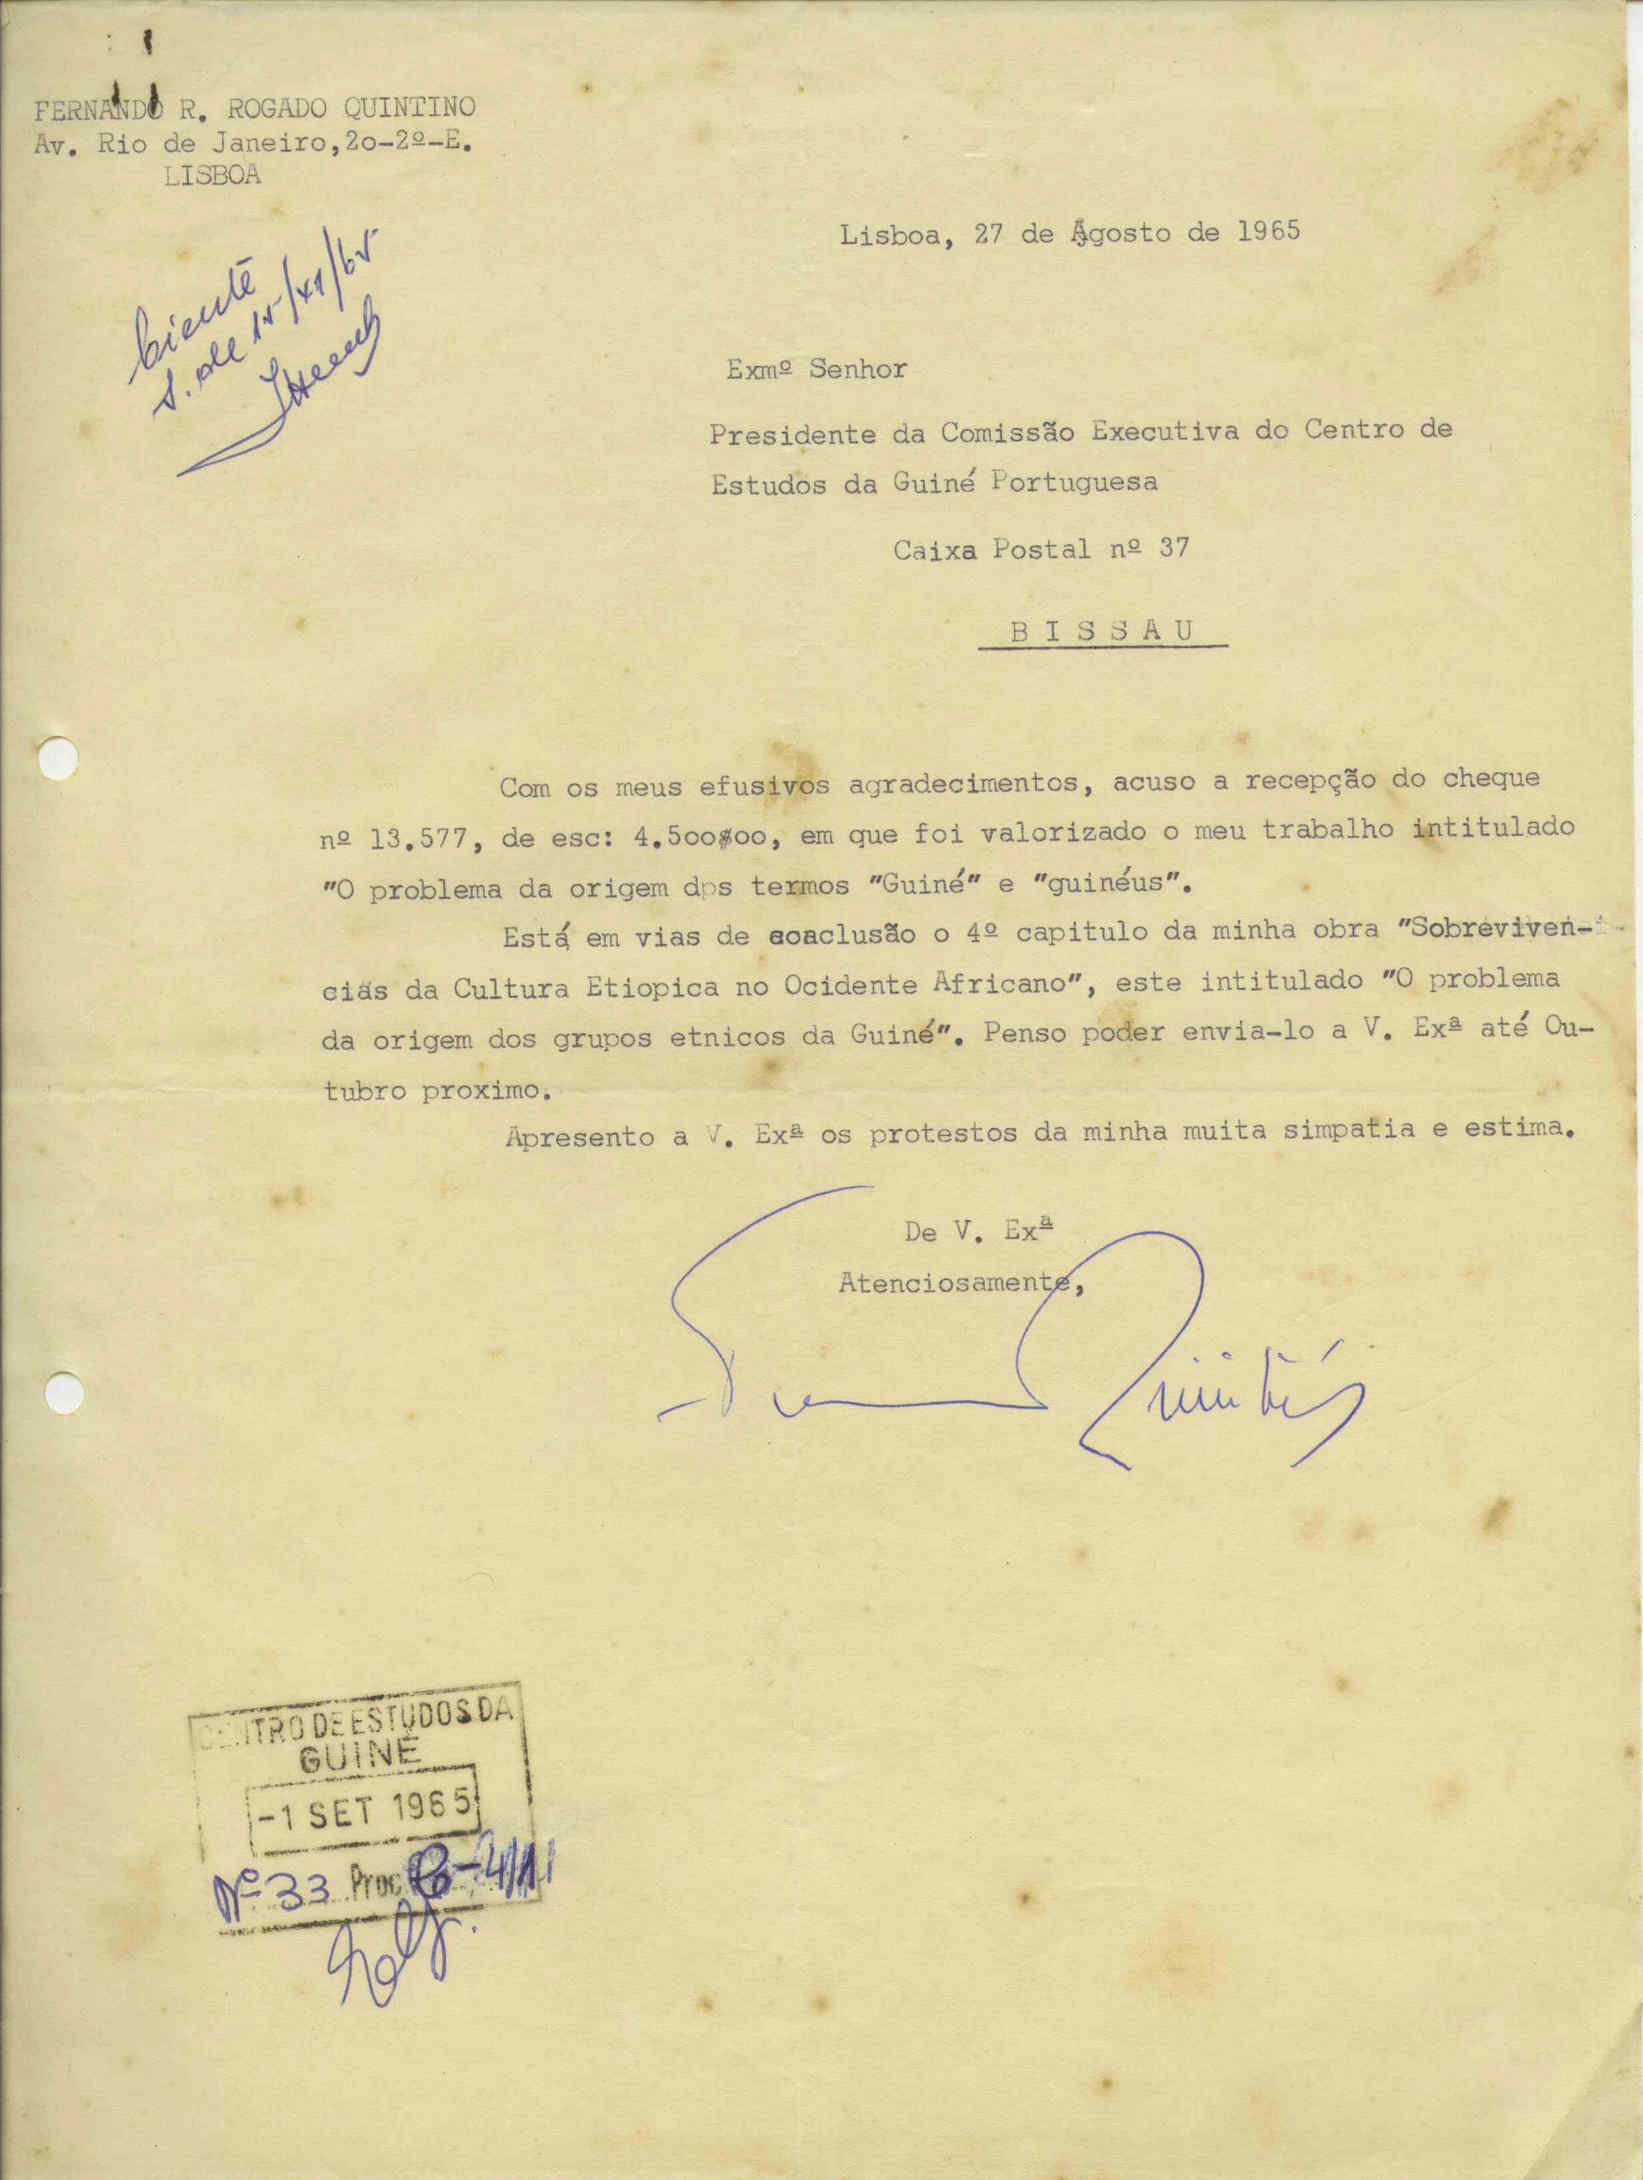 FERNANDO R. ROGADO QUINTINO
Av. Rio de Janeiro,2o-2º-E.
LISBOA
Lisboa, 27 de Agosto de 1965
Ciente
15/XI/65
Exmº Senhor
Presidente da Comissão Executiva do Centro de
Estudos da Guiné Portuguesa
Caixa Postal nº 37
B I S S A U
Com os meus efusivos agradecimentos, acuso a recepção do cheque
nº 13.577, de esc: 4.5oo$oo, em que foi valorizado o meu trabalho intitulado
"O problema da origem dos termos "Guiné" e "guinéus".
Está em vias de conclusão o 4º capitulo da minha obra "Sobreviven-
cias da Cultura Etiopica no Ocidente Africano", este intitulado "O problema
da origem dos grupos etnicos da Guiné". Penso poder envia-lo a V. Exª até Ou-
tubro proximo.
Apresento a V. Exª os protestos da minha muita simpatia e estima.
De V. Exª
Atenciosamente,
CENTRO DE ESTUDOS DA
GUINÉ
-1 SET 1965
Nº 33 Proc